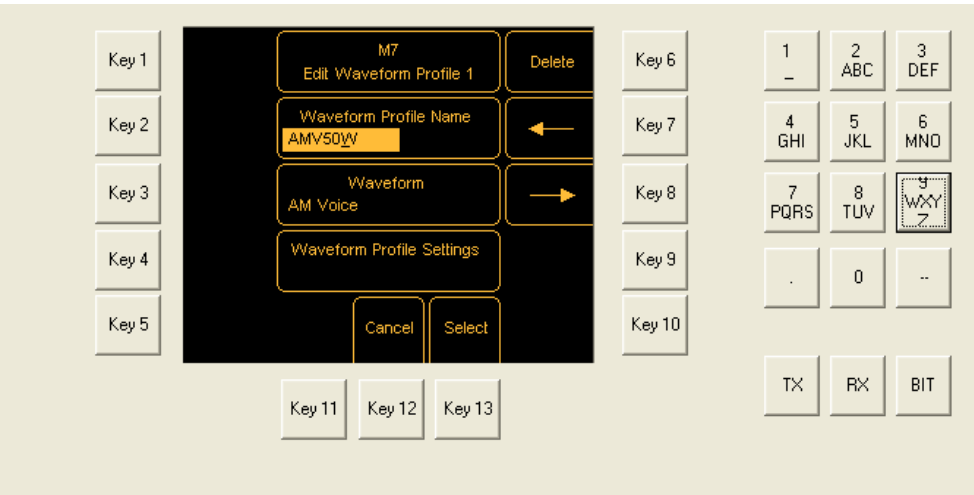 Key 1
Key 2
Key 3
Key 4
Key 5
M7
Edit Waveform Profile 1
Delete
Waveform Profile Name
AMV50W
Waveform
AM Voice
Waveform Profile Settings
Cancel
Select
Key 6
Key 7
Key 8
Key 9
Key 10
Key 11
Key 12
Key 13
1
_
2
ABC
3
DEF
4
GHI
5
JKL
6
MNO
7
PQRS
8
TUV
9
WXY
Z
.
0
--
TX
RX
BIT